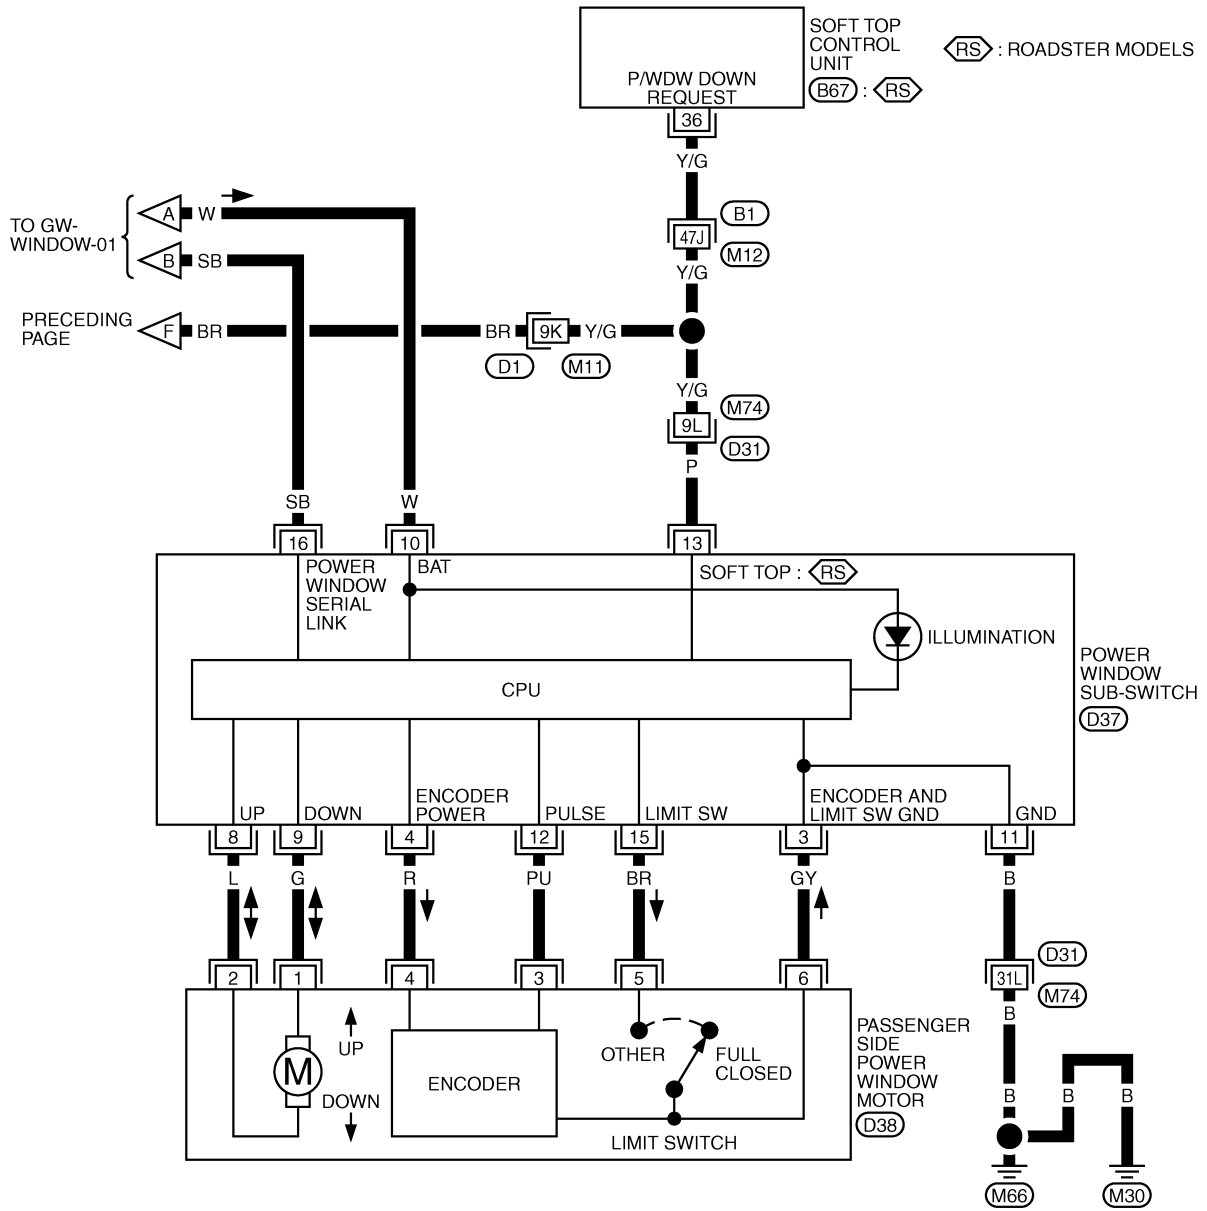 SOFT TOP
CONTROL
UNIT
B67 : RS
RS : ROADSTER MODELS
P/WDW DOWN
REQUEST
36
Y/G
B1
47J
M12
Y/G
TO GW-
WINDOW-01
A W
B SB
PRECEDING
PAGE
F BR
BR 9K Y/G
D1 M11
Y/G
M74
9L
D31
P
SB W
16 10 13
POWER
WINDOW
SERIAL
LINK
BAT
SOFT TOP : RS
ILLUMINATION
CPU
POWER
WINDOW
SUB-SWITCH
D37
UP
DOWN
ENCODER
POWER
PULSE
LIMIT SW
ENCODER AND
LIMIT SW GND
GND
8 9 4 12 15 3 11
L G R PU BR GY B
2 1 4 3 5 6
D31
31L
M74
B
UP
M
DOWN
ENCODER
OTHER
FULL
CLOSED
LIMIT SWITCH
PASSENGER
SIDE
POWER
WINDOW
MOTOR
D38
B B B
M66 M30